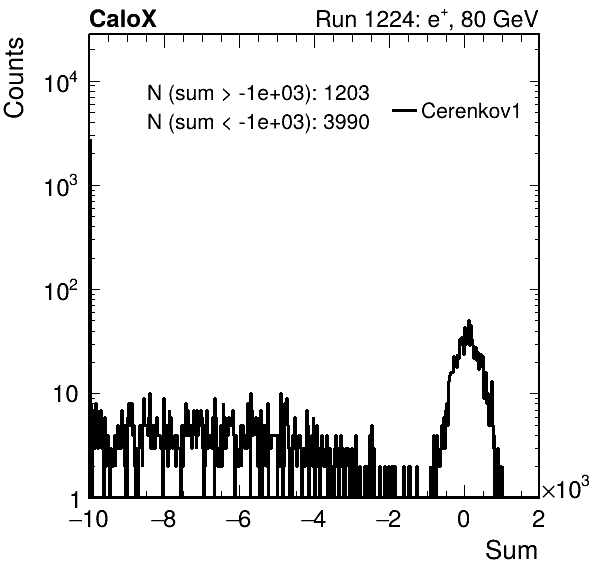 CaloX Run 1224: e⁺, 80 GeV
Counts
N (sum > -1e+03): 1203
N (sum < -1e+03): 3990
Cerenkov1
10⁴
10³
10²
10
1
−10 −8 −6 −4 −2 0 2
×10³
Sum